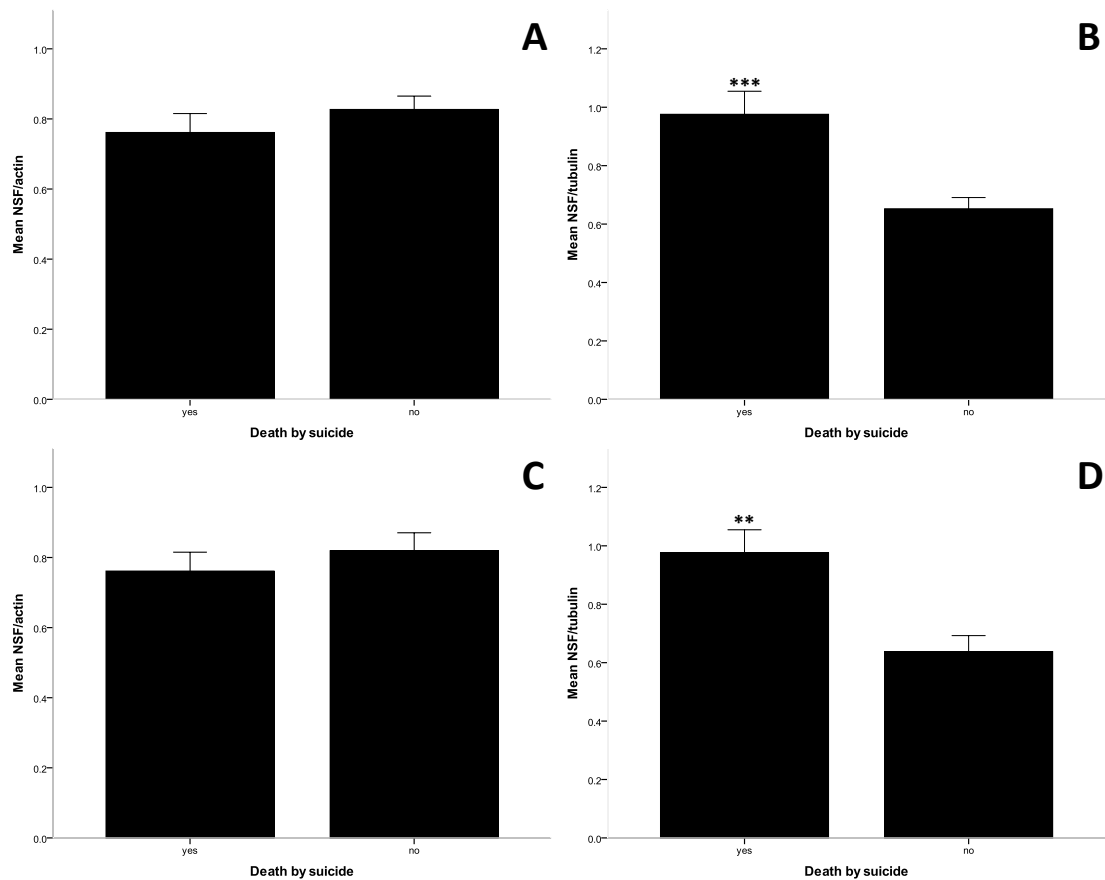 A
1.0
0.8
0.6
0.4
0.2
0.0
Mean NSF/actin
yes
no
Death by suicide
B
1.2
***
1.0
0.8
0.6
0.4
0.2
0.0
Mean NSF/tubulin
yes
no
Death by suicide
C
1.0
0.8
0.6
0.4
0.2
0.0
Mean NSF/actin
yes
no
Death by suicide
D
1.2
**
1.0
0.8
0.6
0.4
0.2
0.0
Mean NSF/tubulin
yes
no
Death by suicide